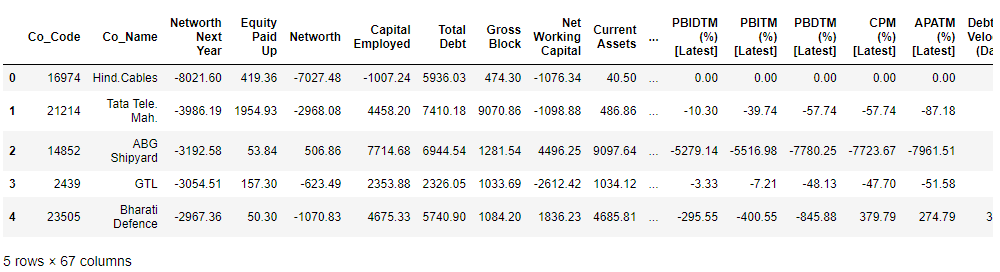 Co_Code Co_Name Networth Next Year Equity Paid Up Networth Capital Employed Total Debt Gross Block Net Working Capital Current Assets ... PBIDTM (%) [Latest] PBITM (%) [Latest] PBDTM (%) [Latest] CPM (%) [Latest] APATM (%) [Latest] Debt Velo (Da
0 16974 Hind.Cables -8021.60 419.36 -7027.48 -1007.24 5936.03 474.30 -1076.34 40.50 ... 0.00 0.00 0.00 0.00 0.00
1 21214 Tata Tele. Mah. -3986.19 1954.93 -2968.08 4458.20 7410.18 9070.86 -1098.88 486.86 ... -10.30 -39.74 -57.74 -57.74 -87.18
2 14852 ABG Shipyard -3192.58 53.84 506.86 7714.68 6944.54 1281.54 4496.25 9097.64 ... -5279.14 -5516.98 -7780.25 -7723.67 -7961.51
3 2439 GTL -3054.51 157.30 -623.49 2353.88 2326.05 1033.69 -2612.42 1034.12 ... -3.33 -7.21 -48.13 -47.70 -51.58
4 23505 Bharati Defence -2967.36 50.30 -1070.83 4675.33 5740.90 1084.20 1836.23 4685.81 ... -295.55 -400.55 -845.88 379.79 274.79 3
5 rows × 67 columns